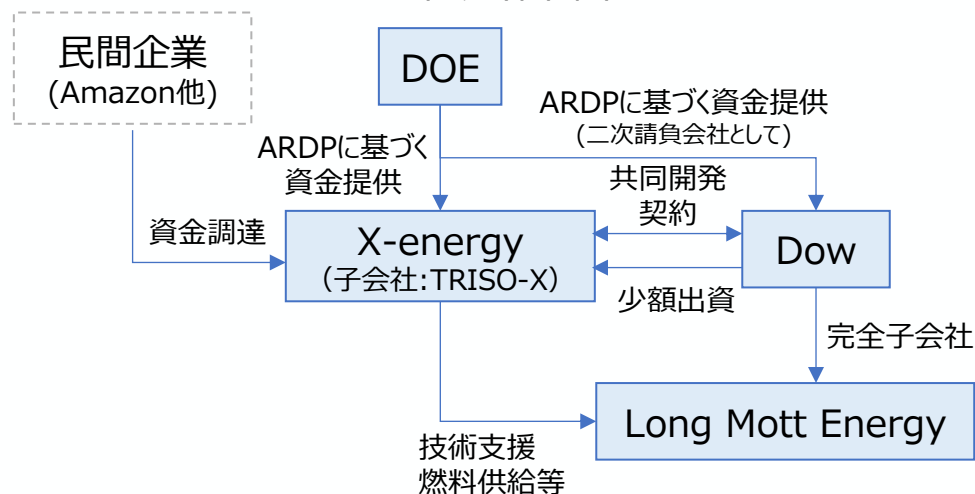 民間企業
(Amazon他)
DOE
ARDPに基づく資金提供
(二次請負会社として)
ARDPに基づく
資金提供
共同開発
契約
資金調達
X-energy
(子会社:TRISO-X)
Dow
少額出資
完全子会社
Long Mott Energy
技術支援
燃料供給等